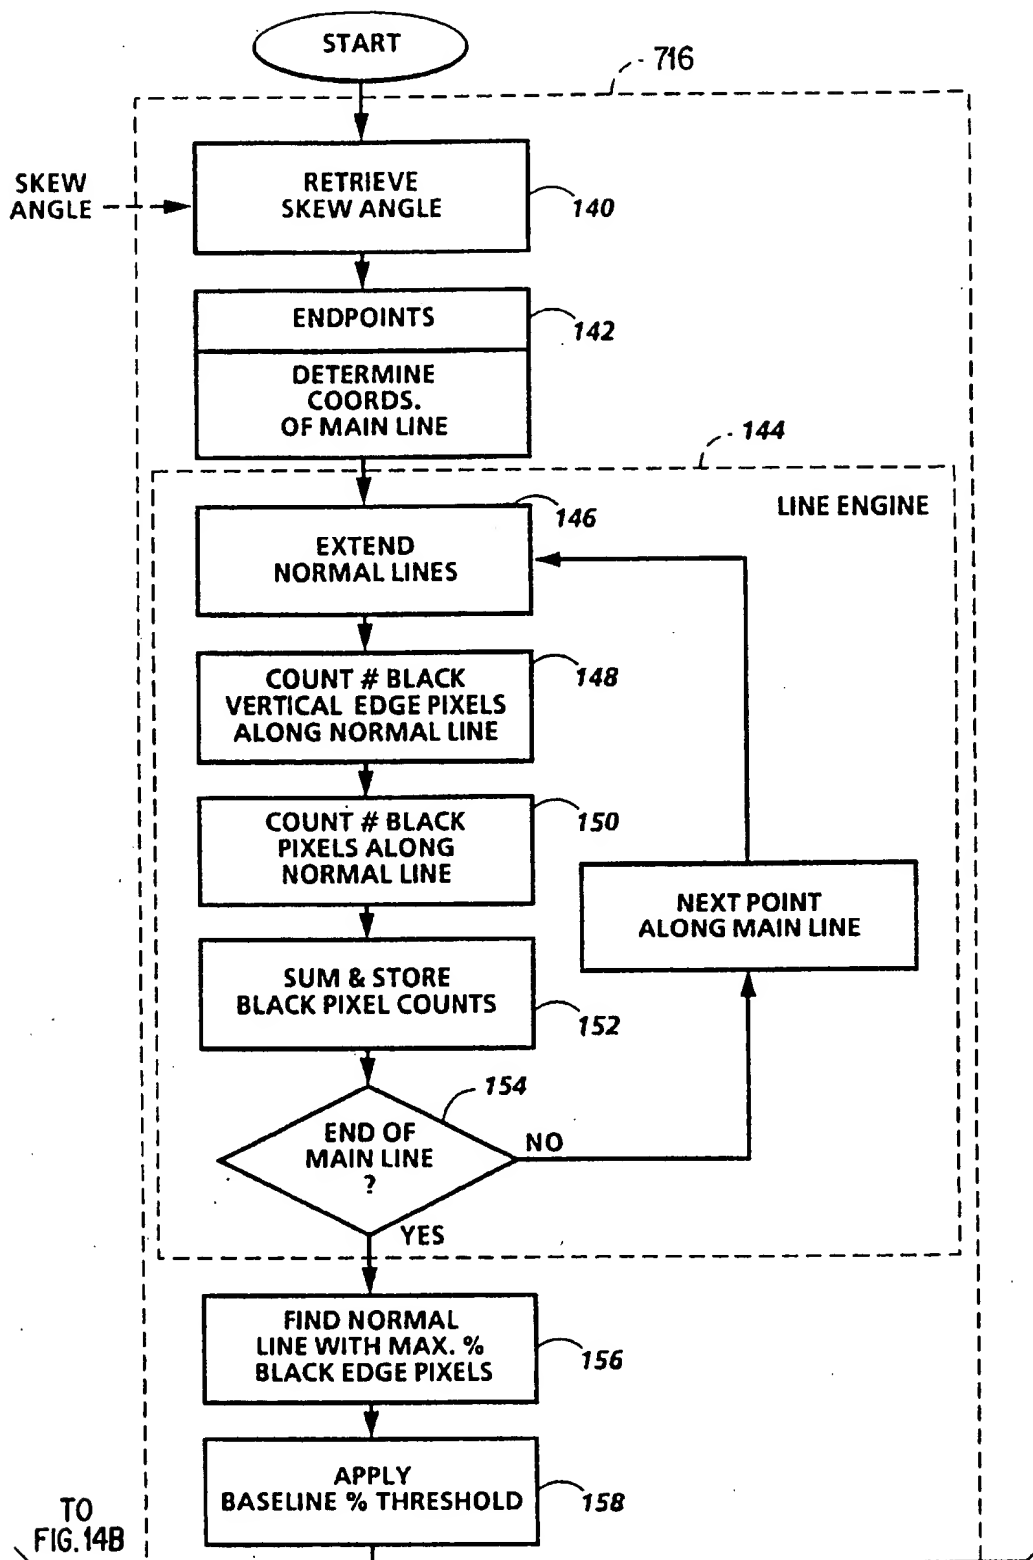 START
716
SKEW
ANGLE
RETRIEVE
SKEW ANGLE
140
ENDPOINTS
142
DETERMINE
COORDS.
OF MAIN LINE
144
LINE ENGINE
146
EXTEND
NORMAL LINES
COUNT # BLACK
VERTICAL EDGE PIXELS
ALONG NORMAL LINE
148
COUNT # BLACK
PIXELS ALONG
NORMAL LINE
150
NEXT POINT
ALONG MAIN LINE
SUM & STORE
BLACK PIXEL COUNTS
152
154
END OF
MAIN LINE
?
NO
YES
FIND NORMAL
LINE WITH MAX. %
BLACK EDGE PIXELS
156
APPLY
BASELINE % THRESHOLD
158
TO
FIG.14B